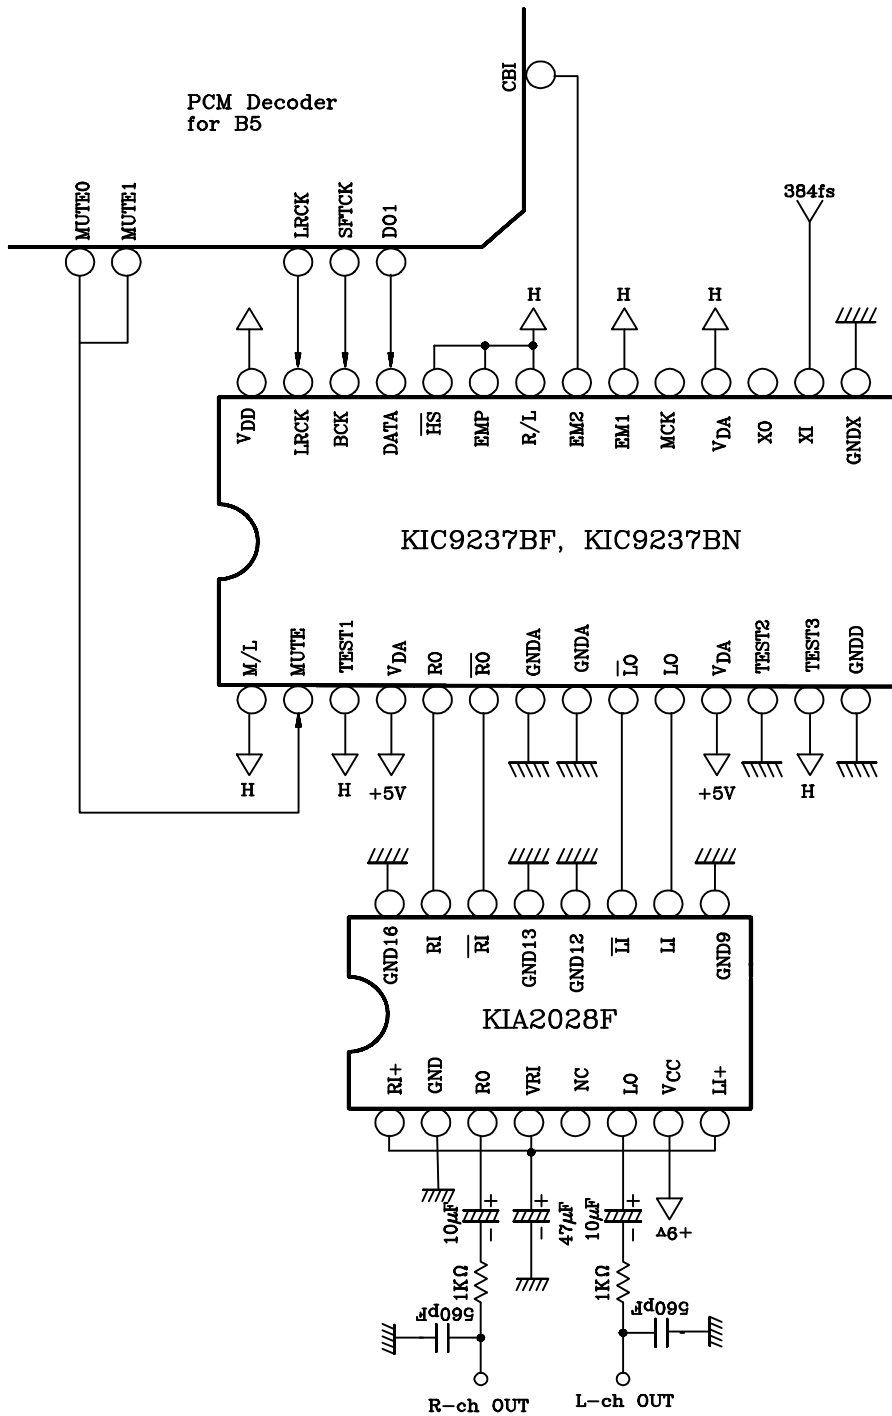 CBI
PCM Decoder
for B5
MUTE0
MUTE1
LRCK
SFTCK
DO1
384fs
H
H
H
VDD
LRCK
BCK
DATA
HS
EMP
R/L
EM2
EM1
MCK
VDA
XO
XI
GNDX
KIC9237BF, KIC9237BN
M/L
MUTE
TEST1
VDA
RO
RO
GNDA
GNDA
LO
LO
VDA
TEST2
TEST3
GNDD
H
H
+5V
+5V
H
GND16
RI
RI
GND13
GND12
LI
LI
GND9
KIA2028F
RI+
GND
RO
VRI
NC
LO
VCC
LI+
10μF
+
-
+
-
47μF
10μF
+
-
+9V
1KΩ
1KΩ
560pF
560pF
R-ch OUT
L-ch OUT